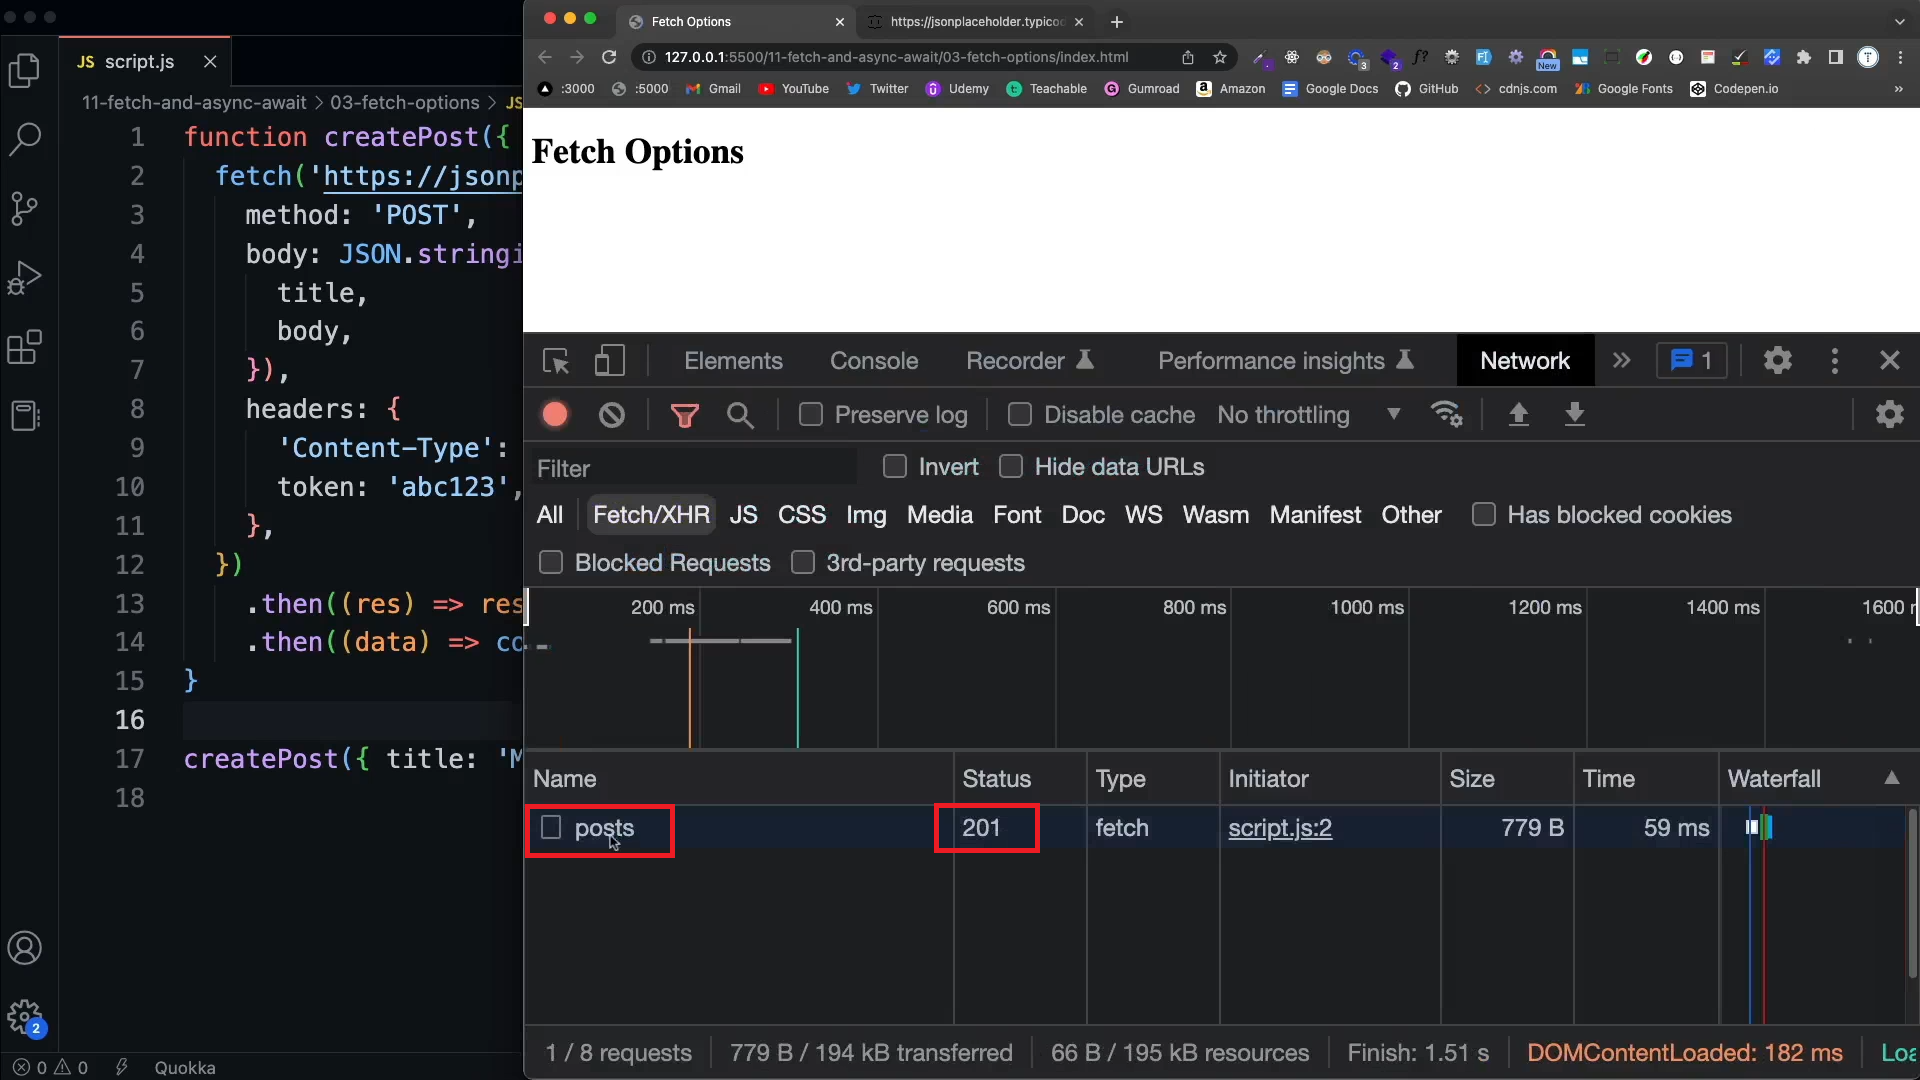 JS script.js
11-fetch-and-async-await > 03-fetch-options > JS
1 function createPost({
2 fetch('https://jsonp
3 method: 'POST',
4 body: JSON.stringi
5 title,
6 body,
7 }),
8 headers: {
9 'Content-Type':
10 token: 'abc123',
11 },
12 })
13 .then((res) => res
14 .then((data) => co
15 }
16
17 createPost({ title: 'M
18
2
0 0 Quokka
Fetch Options
https://jsonplaceholder.typicod
127.0.0.1:5500/11-fetch-and-async-await/03-fetch-options/index.html
3 2 f? FI New T
:3000 :5000 Gmail YouTube Twitter Udemy Teachable Gumroad Amazon Google Docs GitHub cdnjs.com Google Fonts Codepen.io »
Fetch Options
Elements Console Recorder Performance insights Network 1
Preserve log Disable cache No throttling
Filter Invert Hide data URLs
All Fetch/XHR JS CSS Img Media Font Doc WS Wasm Manifest Other Has blocked cookies
Blocked Requests 3rd-party requests
200 ms 400 ms 600 ms 800 ms 1000 ms 1200 ms 1400 ms 1600 m
Name Status Type Initiator Size Time Waterfall
posts 201 fetch script.js:2 779 B 59 ms
1 / 8 requests 779 B / 194 kB transferred 66 B / 195 kB resources Finish: 1.51 s DOMContentLoaded: 182 ms Loa